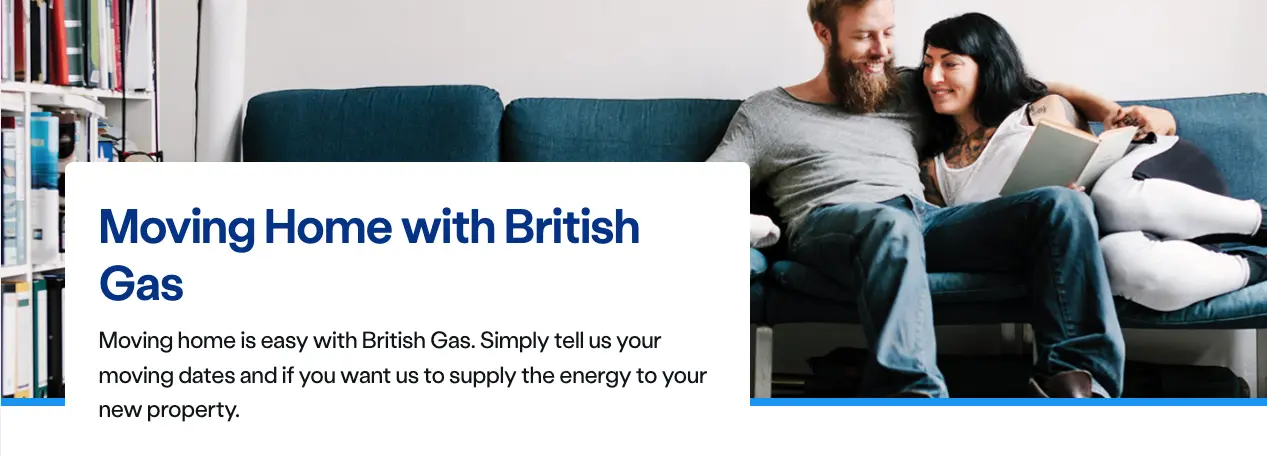 Moving Home with British
Gas
Moving home is easy with British Gas. Simply tell us your
moving dates and if you want us to supply the energy to your
new property.